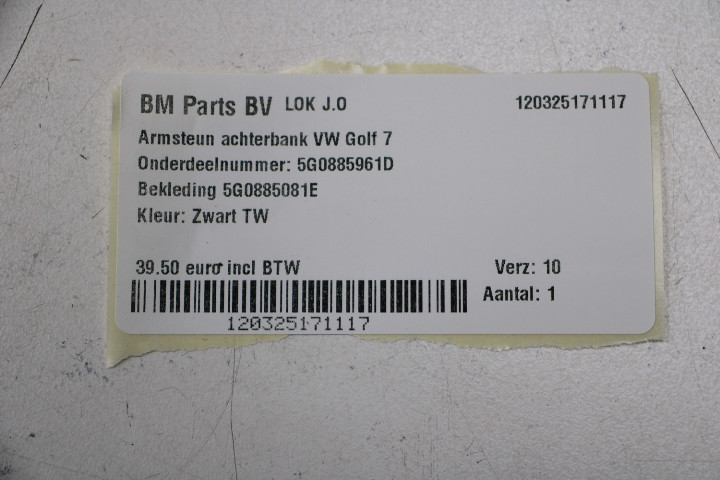 BM Parts BV LOK J.O 120325171117
Armsteun achterbank VW Golf 7
Onderdeelnummer: 5G0885961D
Bekleding 5G0885081E
Kleur: Zwart TW
39.50 euro incl BTW Verz: 10
Aantal: 1
120325171117